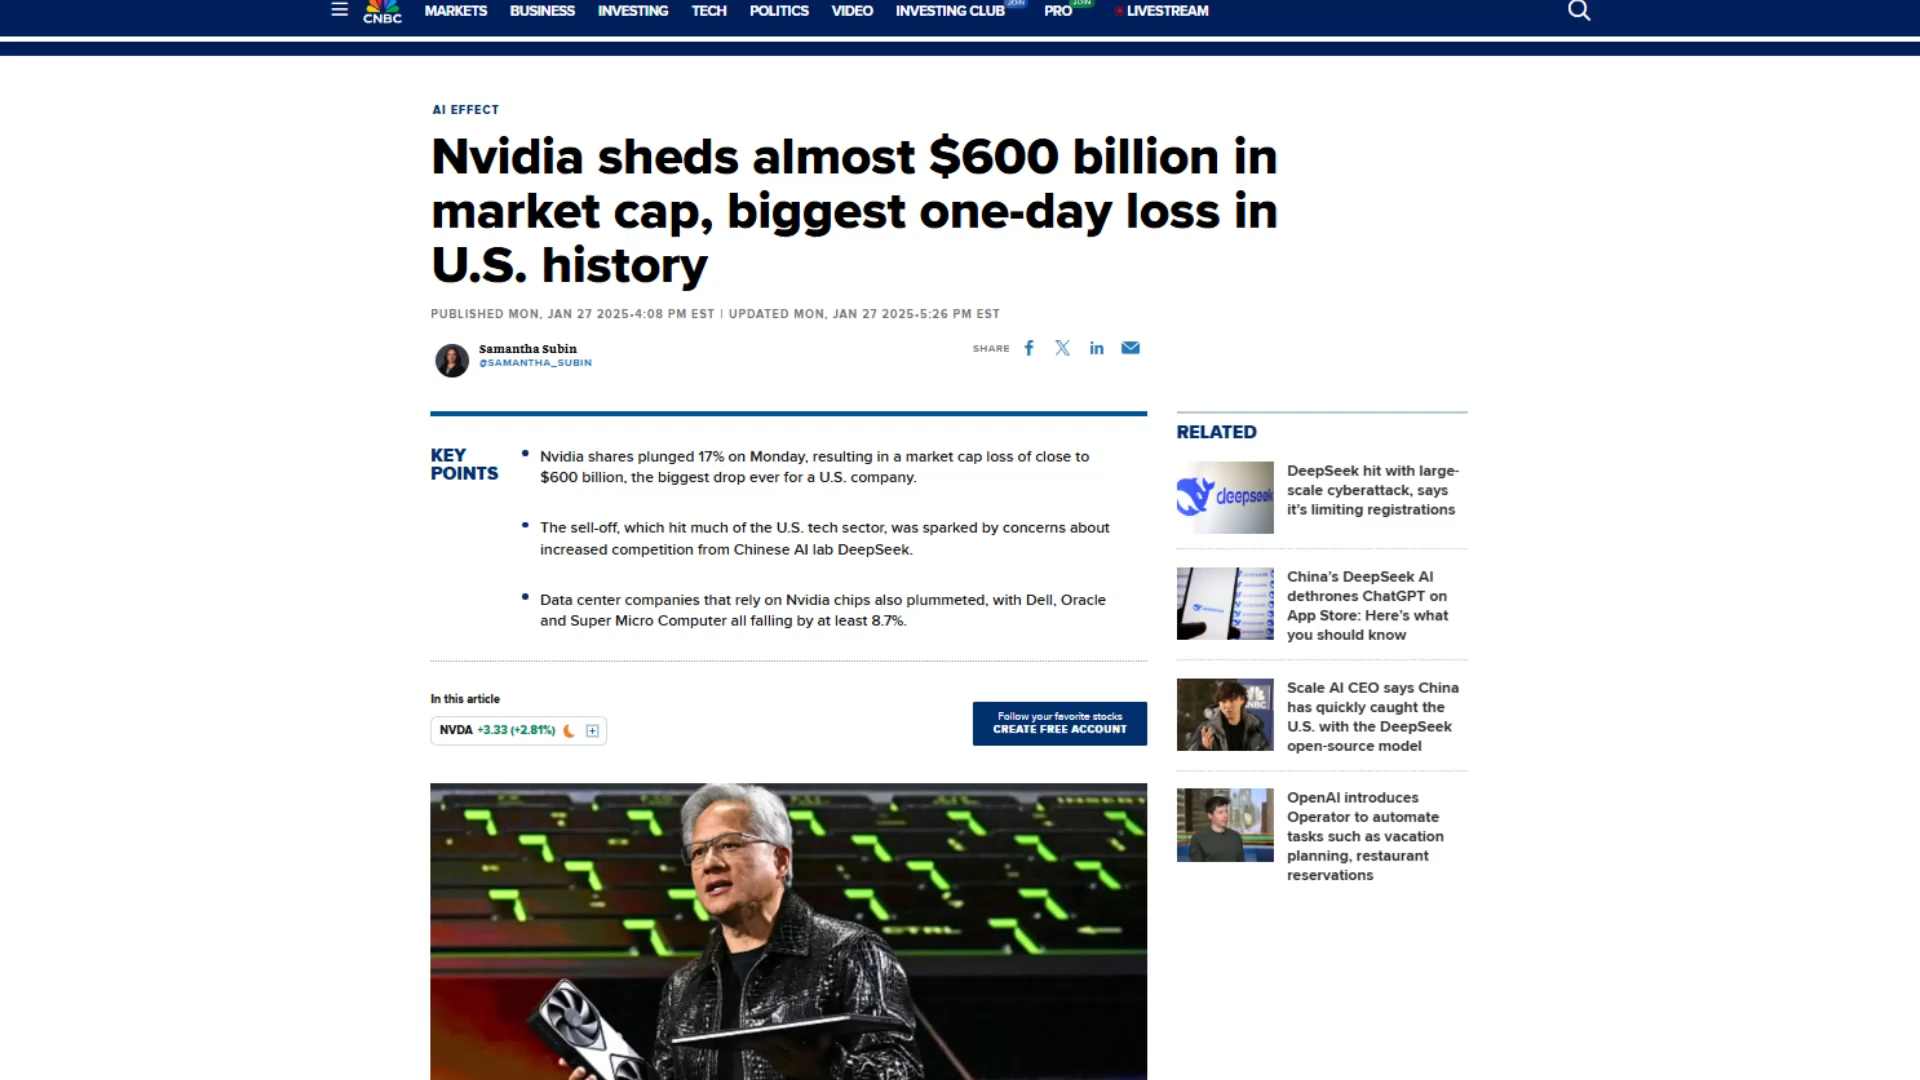 CNBC
MARKETS BUSINESS INVESTING TECH POLITICS VIDEO INVESTING CLUB JOIN PRO JOIN LIVESTREAM
AI EFFECT
Nvidia sheds almost $600 billion in
market cap, biggest one-day loss in
U.S. history
PUBLISHED MON, JAN 27 2025•4:08 PM EST | UPDATED MON, JAN 27 2025•5:26 PM EST
Samantha Subin
@SAMANTHA_SUBIN
SHARE
KEY
POINTS
Nvidia shares plunged 17% on Monday, resulting in a market cap loss of close to
$600 billion, the biggest drop ever for a U.S. company.
The sell-off, which hit much of the U.S. tech sector, was sparked by concerns about
increased competition from Chinese AI lab DeepSeek.
Data center companies that rely on Nvidia chips also plummeted, with Dell, Oracle
and Super Micro Computer all falling by at least 8.7%.
In this article
NVDA +3.33 (+2.81%)
Follow your favorite stocks
CREATE FREE ACCOUNT
RELATED
deepseek
DeepSeek hit with large-
scale cyberattack, says
it's limiting registrations
China's DeepSeek AI
dethrones ChatGPT on
App Store: Here's what
you should know
Scale AI CEO says China
has quickly caught the
U.S. with the DeepSeek
open-source model
OpenAI introduces
Operator to automate
tasks such as vacation
planning, restaurant
reservations